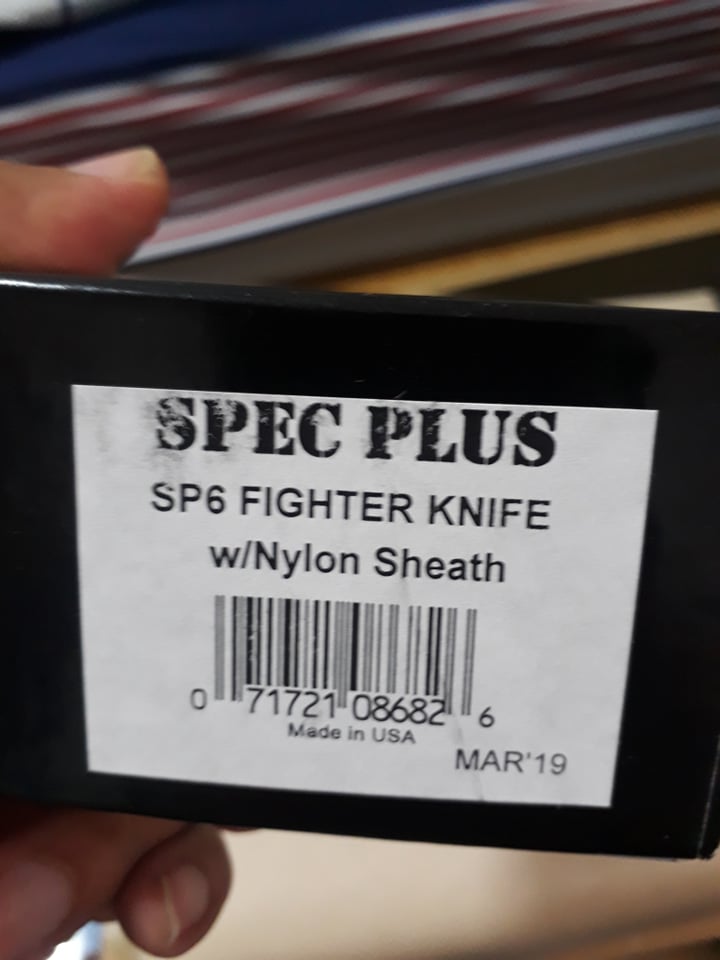 SPEC PLUS
SP6 FIGHTER KNIFE
w/Nylon Sheath
0 71721 08682 6
Made in USA
MAR'19